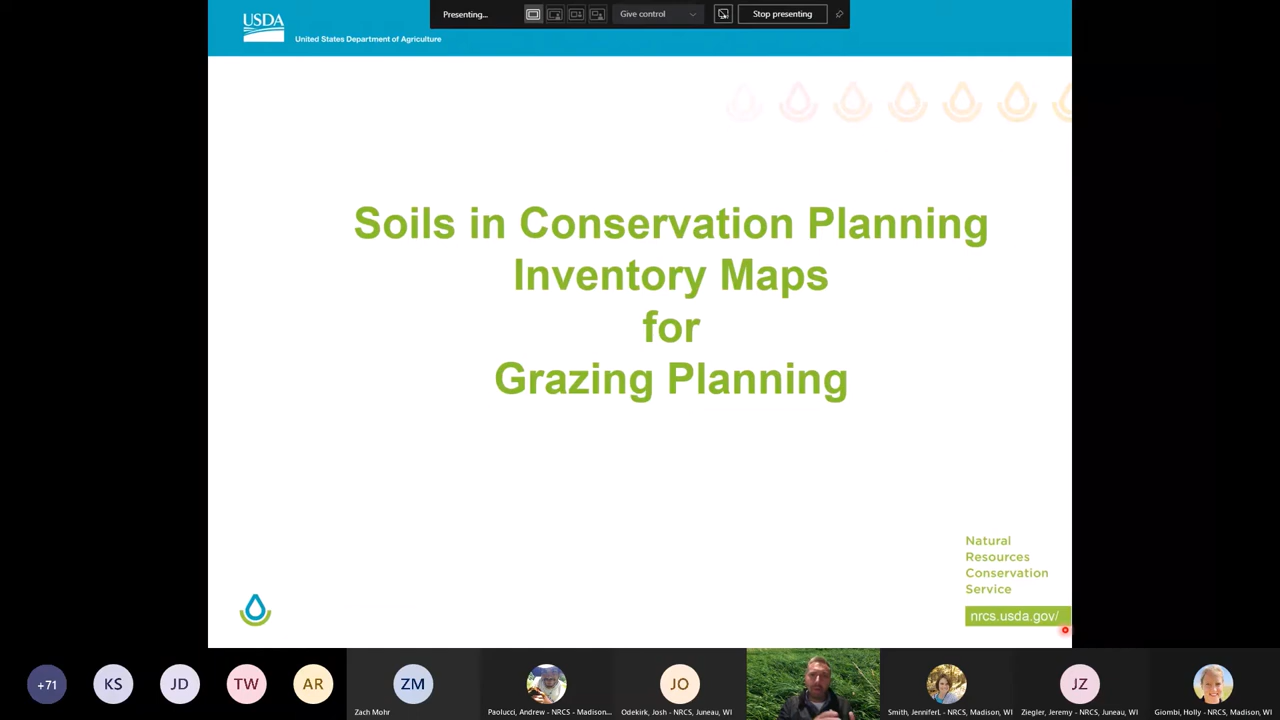 Presenting...
Give control
Stop presenting
USDA
United States Department of Agriculture
Soils in Conservation Planning
Inventory Maps
for
Grazing Planning
Natural
Resources
Conservation
Service
nrcs.usda.gov/
+71
KS
JD
TW
AR
ZM
JO
JZ
Zach Mohr
Paolucci, Andrew - NRCS - Madison...
Odekirk, Josh - NRCS, Juneau, WI
Smith, JenniferL - NRCS, Madison, WI
Ziegler, Jeremy - NRCS, Juneau, WI
Giombi, Holly - NRCS, Madison, WI